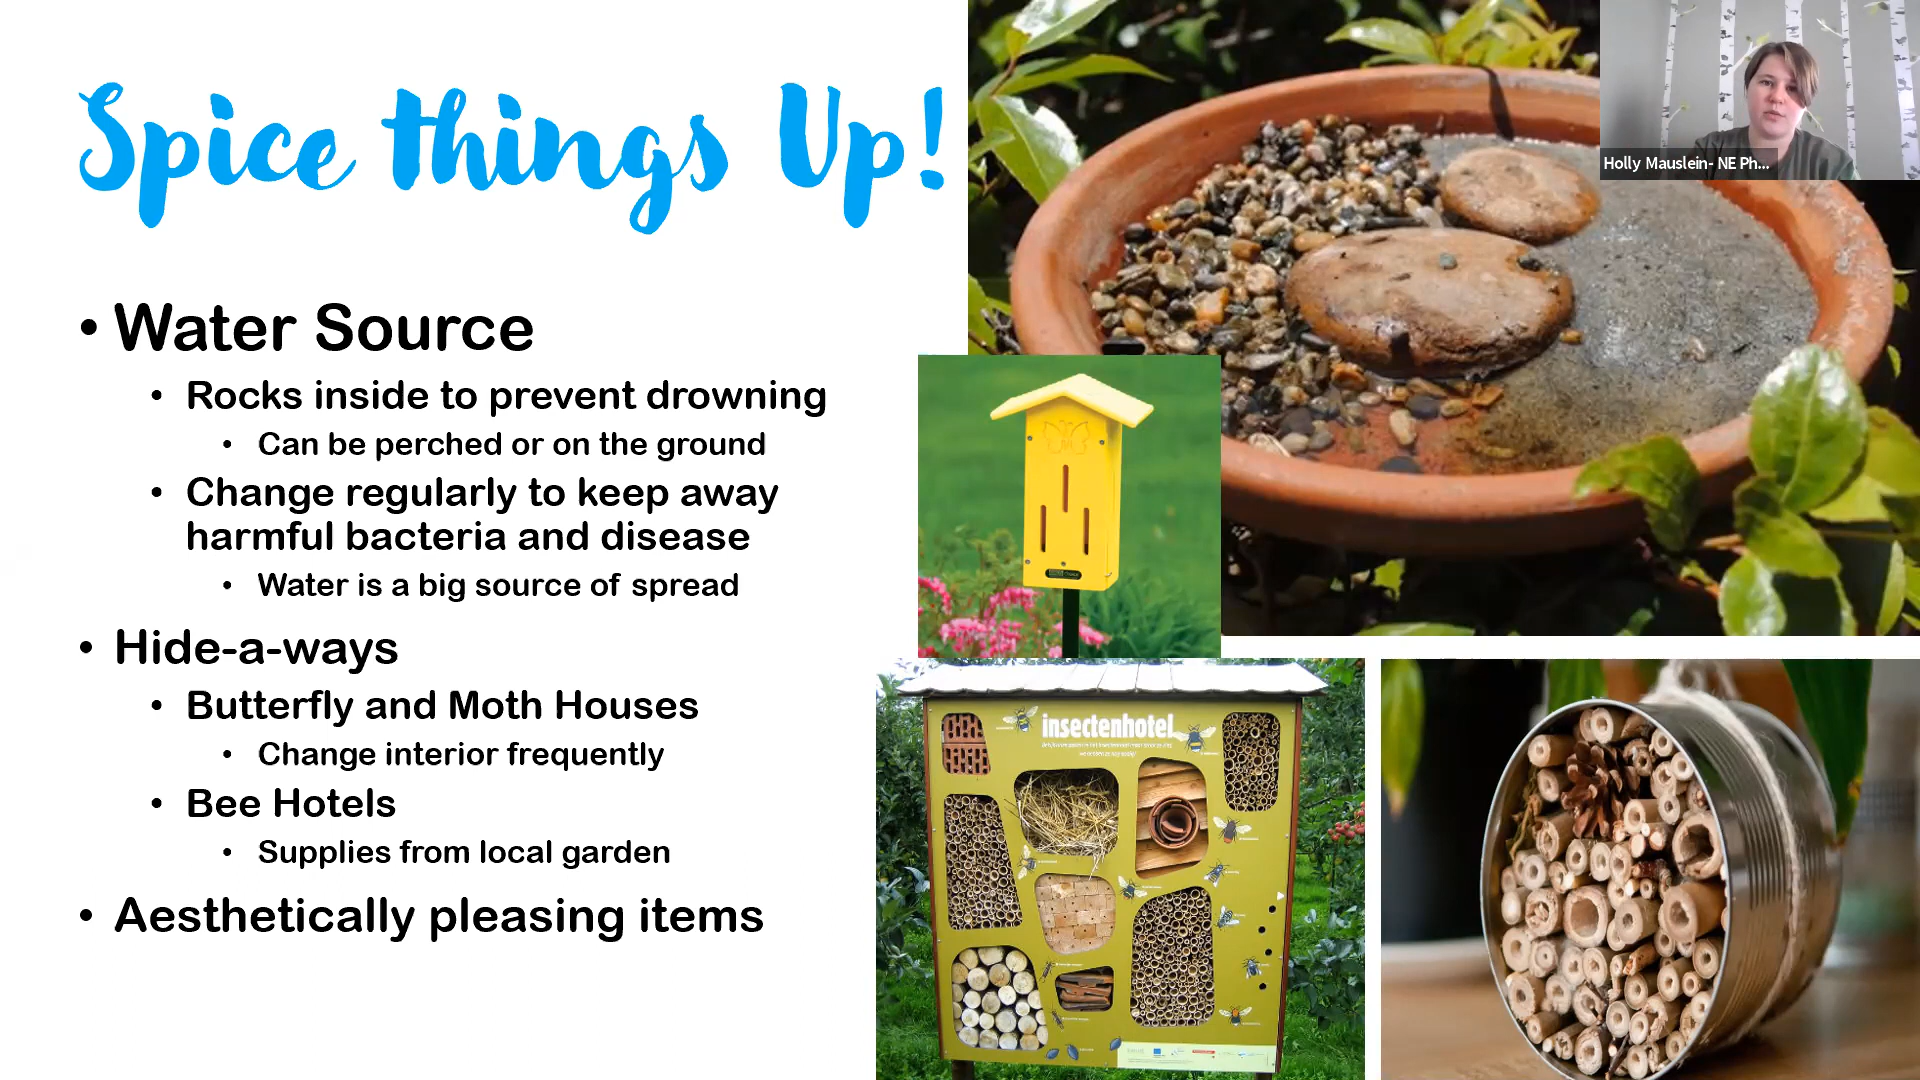 Spice things Up!
• Water Source
• Rocks inside to prevent drowning
• Can be perched or on the ground
• Change regularly to keep away
harmful bacteria and disease
• Water is a big source of spread
• Hide-a-ways
• Butterfly and Moth Houses
• Change interior frequently
• Bee Hotels
• Supplies from local garden
• Aesthetically pleasing items
Holly Mauslein- NE Ph...
insectenhotel